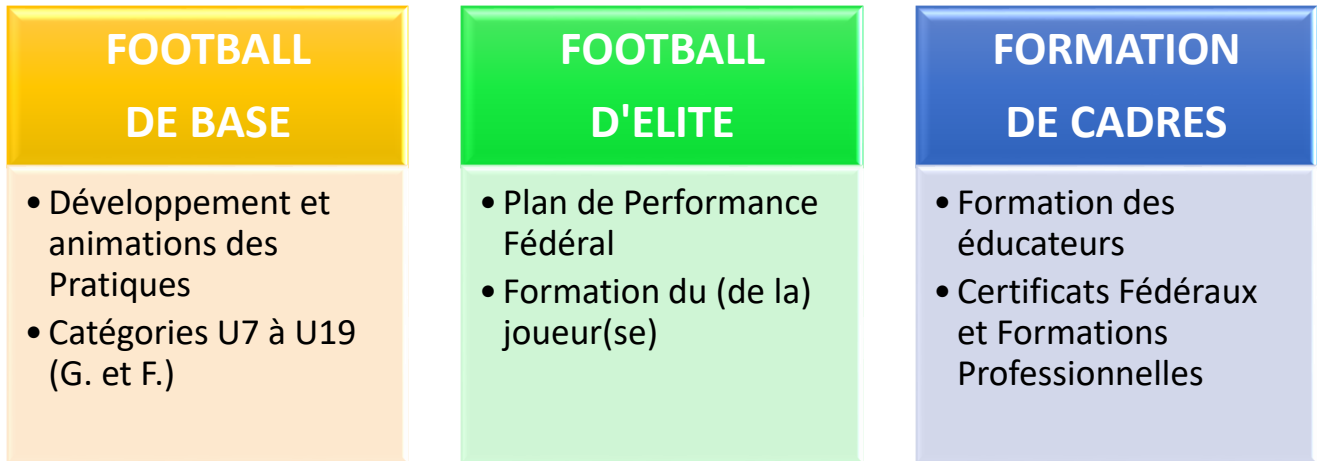 FOOTBALL
DE BASE
• Développement et
animations des
Pratiques
• Catégories U7 à U19
(G. et F.)
FOOTBALL
D'ELITE
• Plan de Performance
Fédéral
• Formation du (de la)
joueur(se)
FORMATION
DE CADRES
• Formation des
éducateurs
• Certificats Fédéraux
et Formations
Professionnelles